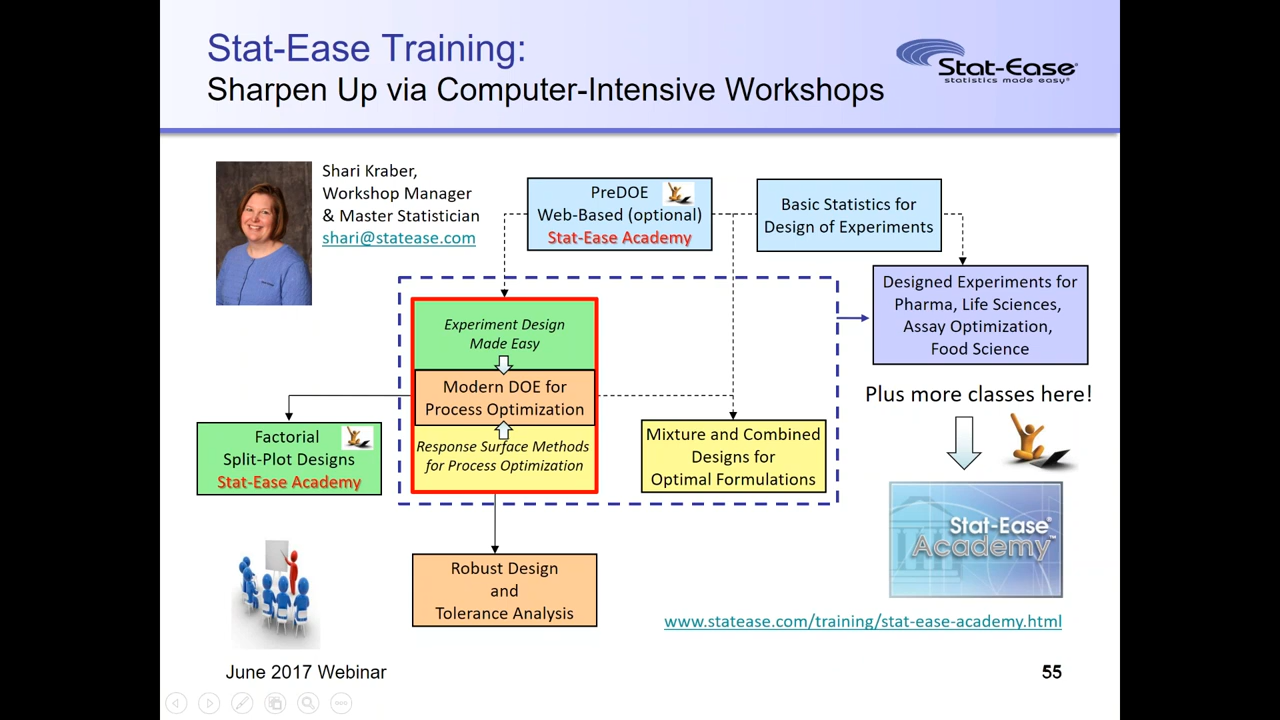 Stat-Ease Training:
Sharpen Up via Computer-Intensive Workshops
Stat-Ease®
statistics made easy®
Shari Kraber,
Workshop Manager
& Master Statistician
shari@statease.com
PreDOE
Web-Based (optional)
Stat-Ease Academy
Basic Statistics for
Design of Experiments
Designed Experiments for
Pharma, Life Sciences,
Assay Optimization,
Food Science
Experiment Design
Made Easy
Modern DOE for
Process Optimization
Response Surface Methods
for Process Optimization
Factorial
Split-Plot Designs
Stat-Ease Academy
Mixture and Combined
Designs for
Optimal Formulations
Plus more classes here!
Stat-Ease®
Academy™
Robust Design
and
Tolerance Analysis
www.statease.com/training/stat-ease-academy.html
June 2017 Webinar
55